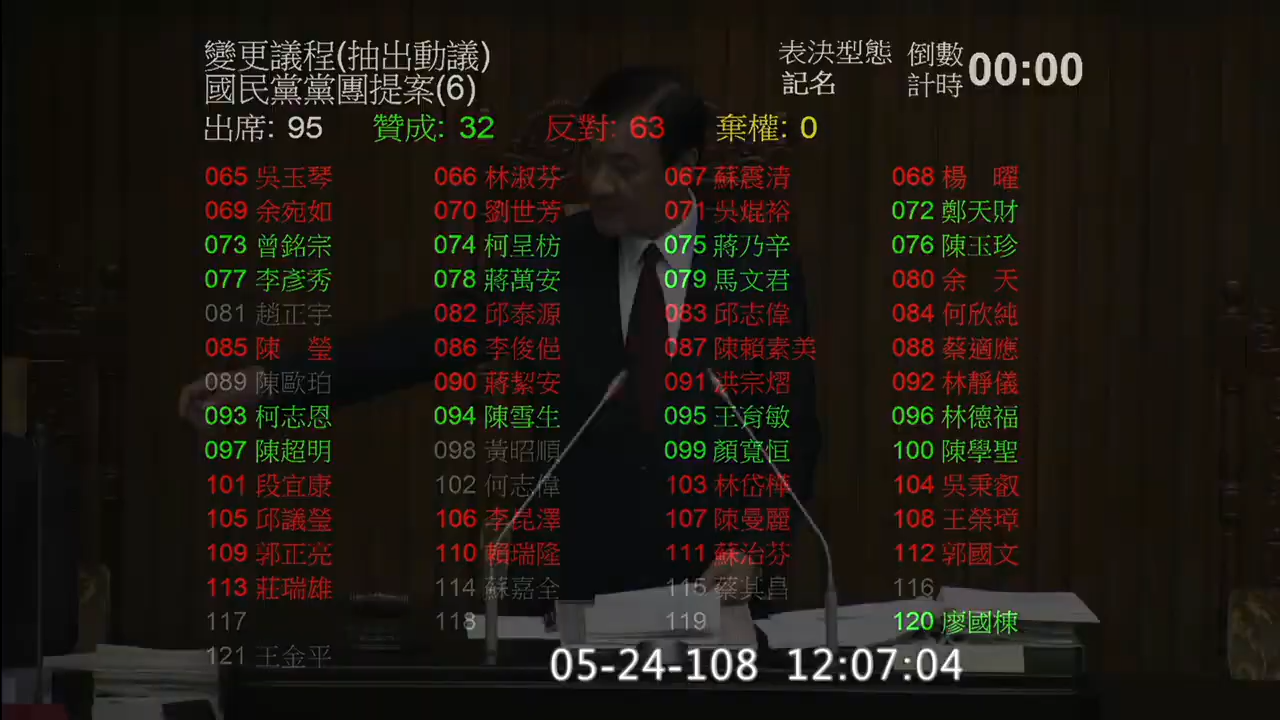 變更議程(抽出動議)
國民黨黨團提案(6)
表決型態 記名
倒數計時 00:00
出席: 95 贊成: 32 反對: 63 棄權: 0
065 吳玉琴 066 林淑芬 067 蘇震清 068 楊 曜
069 余宛如 070 劉世芳 071 吳焜裕 072 鄭天財
073 曾銘宗 074 柯呈枋 075 蔣乃辛 076 陳玉珍
077 李彥秀 078 蔣萬安 079 馬文君 080 余 天
081 趙正宇 082 邱泰源 083 邱志偉 084 何欣純
085 陳 瑩 086 李俊俋 087 陳賴素美 088 蔡適應
089 陳歐珀 090 蔣絜安 091 洪宗熠 092 林靜儀
093 柯志恩 094 陳雪生 095 王育敏 096 林德福
097 陳超明 098 黃昭順 099 顏寬恒 100 陳學聖
101 段宜康 102 何志偉 103 林岱樺 104 吳秉叡
105 邱議瑩 106 李昆澤 107 陳曼麗 108 王榮璋
109 郭正亮 110 賴瑞隆 111 蘇治芬 112 郭國文
113 莊瑞雄 114 蘇嘉全 115 蔡其昌 116
117 118 119 120 廖國棟
121 王金平
05-24-108 12:07:04